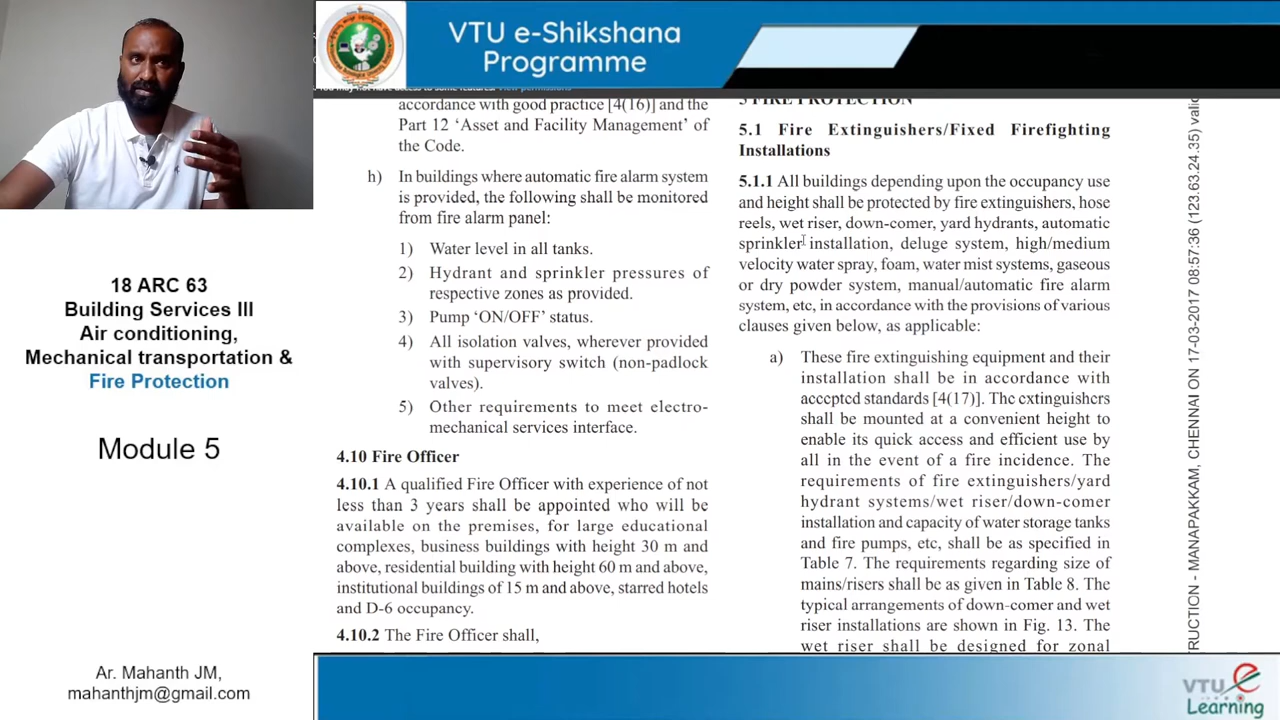 VTU e-Shikshana
Programme
18 ARC 63
Building Services III
Air conditioning,
Mechanical transportation &
Fire Protection
Module 5
Ar. Mahanth JM,
mahanthjm@gmail.com
accordance with good practice [4(16)] and the
Part 12 ‘Asset and Facility Management’ of
the Code.
h) In buildings where automatic fire alarm system
is provided, the following shall be monitored
from fire alarm panel:
1) Water level in all tanks.
2) Hydrant and sprinkler pressures of
respective zones as provided.
3) Pump ‘ON/OFF’ status.
4) All isolation valves, wherever provided
with supervisory switch (non-padlock
valves).
5) Other requirements to meet electro-
mechanical services interface.
4.10 Fire Officer
4.10.1 A qualified Fire Officer with experience of not
less than 3 years shall be appointed who will be
available on the premises, for large educational
complexes, business buildings with height 30 m and
above, residential building with height 60 m and above,
institutional buildings of 15 m and above, starred hotels
and D-6 occupancy.
4.10.2 The Fire Officer shall,
5 FIRE PROTECTION
5.1 Fire Extinguishers/Fixed Firefighting
Installations
5.1.1 All buildings depending upon the occupancy use
and height shall be protected by fire extinguishers, hose
reels, wet riser, down-comer, yard hydrants, automatic
sprinkler installation, deluge system, high/medium
velocity water spray, foam, water mist systems, gaseous
or dry powder system, manual/automatic fire alarm
system, etc, in accordance with the provisions of various
clauses given below, as applicable:
a) These fire extinguishing equipment and their
installation shall be in accordance with
accepted standards [4(17)]. The extinguishers
shall be mounted at a convenient height to
enable its quick access and efficient use by
all in the event of a fire incidence. The
requirements of fire extinguishers/yard
hydrant systems/wet riser/down-comer
installation and capacity of water storage tanks
and fire pumps, etc, shall be as specified in
Table 7. The requirements regarding size of
mains/risers shall be as given in Table 8. The
typical arrangements of down-comer and wet
riser installations are shown in Fig. 13. The
wet riser shall be designed for zonal
RUCTION - MANAPAKKAM, CHENNAI ON 17-03-2017 08:57:36 (123.63.24.35) valid
VTU
Learning